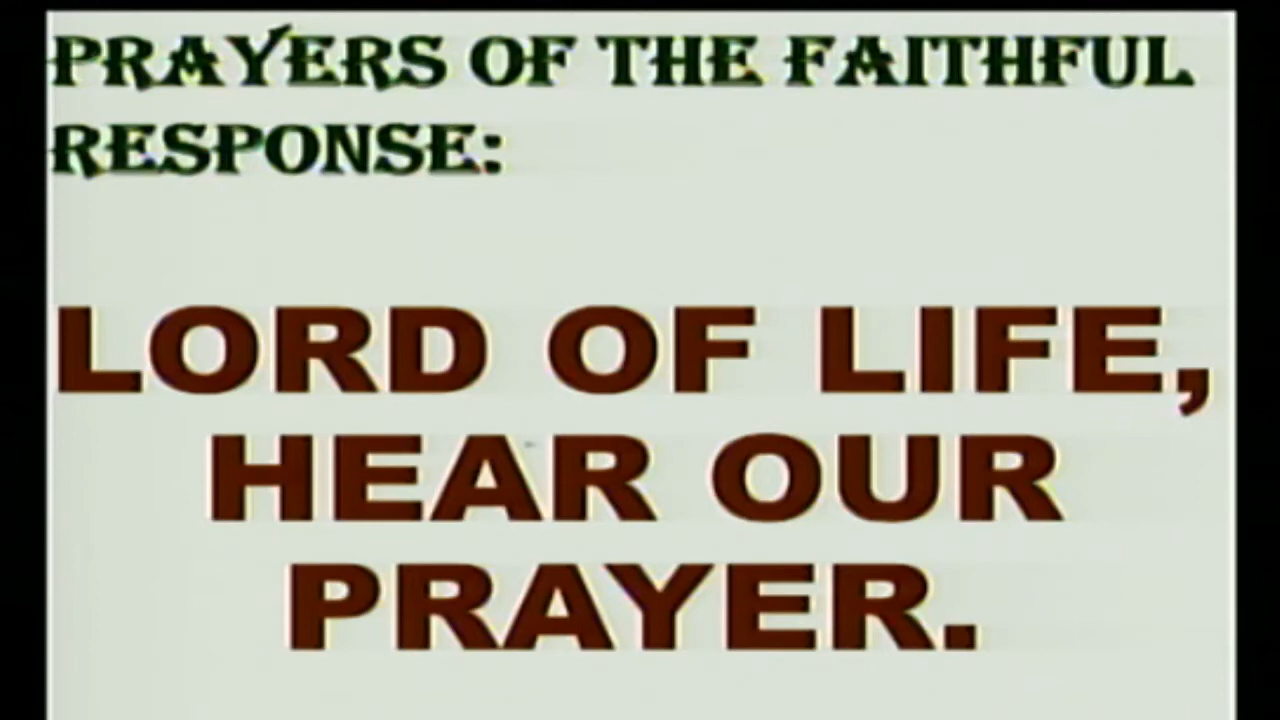 PRAYERS OF THE FAITHFUL
RESPONSE:
LORD OF LIFE,
HEAR OUR
PRAYER.